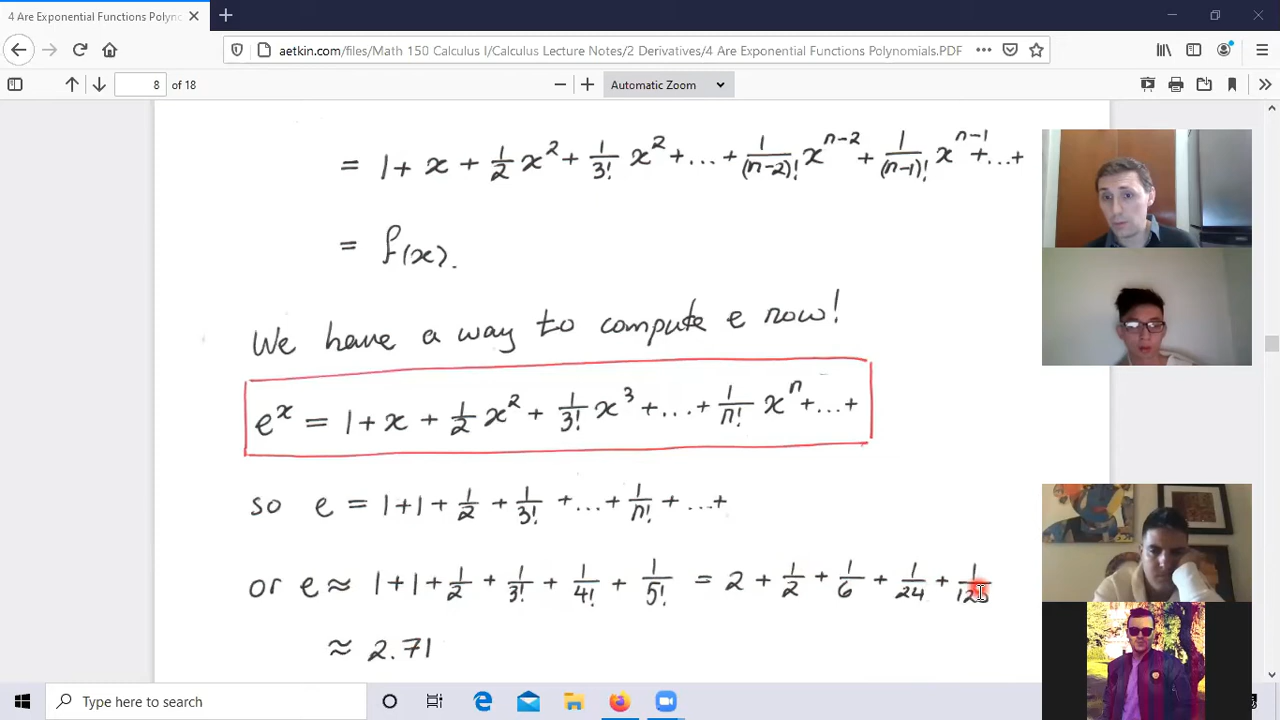 4 Are Exponential Functions Polync
aetkin.com/files/Math 150 Calculus I/Calculus Lecture Notes/2 Derivatives/4 Are Exponential Functions Polynomials.PDF
8 of 18
Automatic Zoom
= 1 + x + 1/2 x^2 + 1/3! x^2 + ... + 1/(n-2)! x^(n-2) + 1/(n-1)! x^(n-1) + ... +
= f(x).
We have a way to compute e now!
e^x = 1 + x + 1/2 x^2 + 1/3! x^3 + ... + 1/n! x^n + ... +
so e = 1+1 + 1/2 + 1/3! + ... + 1/n! + ... +
or e ≈ 1+1+ 1/2 + 1/3! + 1/4! + 1/5! = 2 + 1/2 + 1/6 + 1/24 + 1/120
≈ 2.71
Type here to search